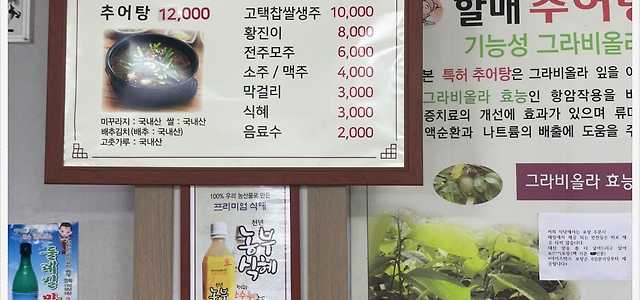 추어탕 12,000
미꾸라지 : 국내산 쌀 : 국내산
배추김치(배추 : 국내산)
고춧가루 : 국내산
고택찹쌀생주 10,000
황진이 8,000
전주모주 6,000
소주 / 맥주 4,000
막걸리 3,000
식혜 3,000
음료수 2,000
할매 추어탕
기능성 그라비올라
본 특허 추어탕은 그라비올라 잎을
그라비올라 효능인 항암작용을
증치료의 개선에 효과가 있으며 류마
액순환과 나트륨의 배출에 도움을 주
그라비올라 효능
100% 우리 농산물로 만든
프리미엄 식혜
천년
노부
식혜